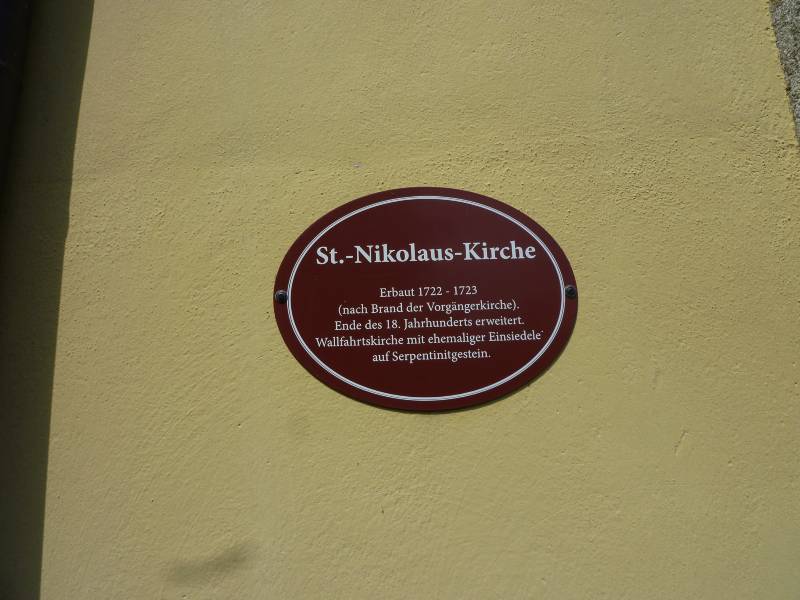 St.-Nikolaus-Kirche
Erbaut 1722 - 1723
(nach Brand der Vorgängerkirche).
Ende des 18. Jahrhunderts erweitert.
Wallfahrtskirche mit ehemaliger Einsiedele
auf Serpentinitgestein.